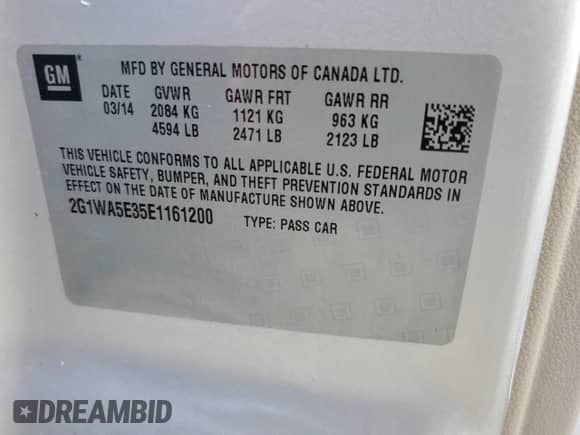 GM
MFD BY GENERAL MOTORS OF CANADA LTD.
DATE GVWR GAWR FRT GAWR RR
03/14 2084 KG 1121 KG 963 KG
4594 LB 2471 LB 2123 LB
THIS VEHICLE CONFORMS TO ALL APPLICABLE U.S. FEDERAL MOTOR
VEHICLE SAFETY, BUMPER, AND THEFT PREVENTION STANDARDS IN
EFFECT ON THE DATE OF MANUFACTURE SHOWN ABOVE.
2G1WA5E35E1161200 TYPE: PASS CAR
DREAMBID